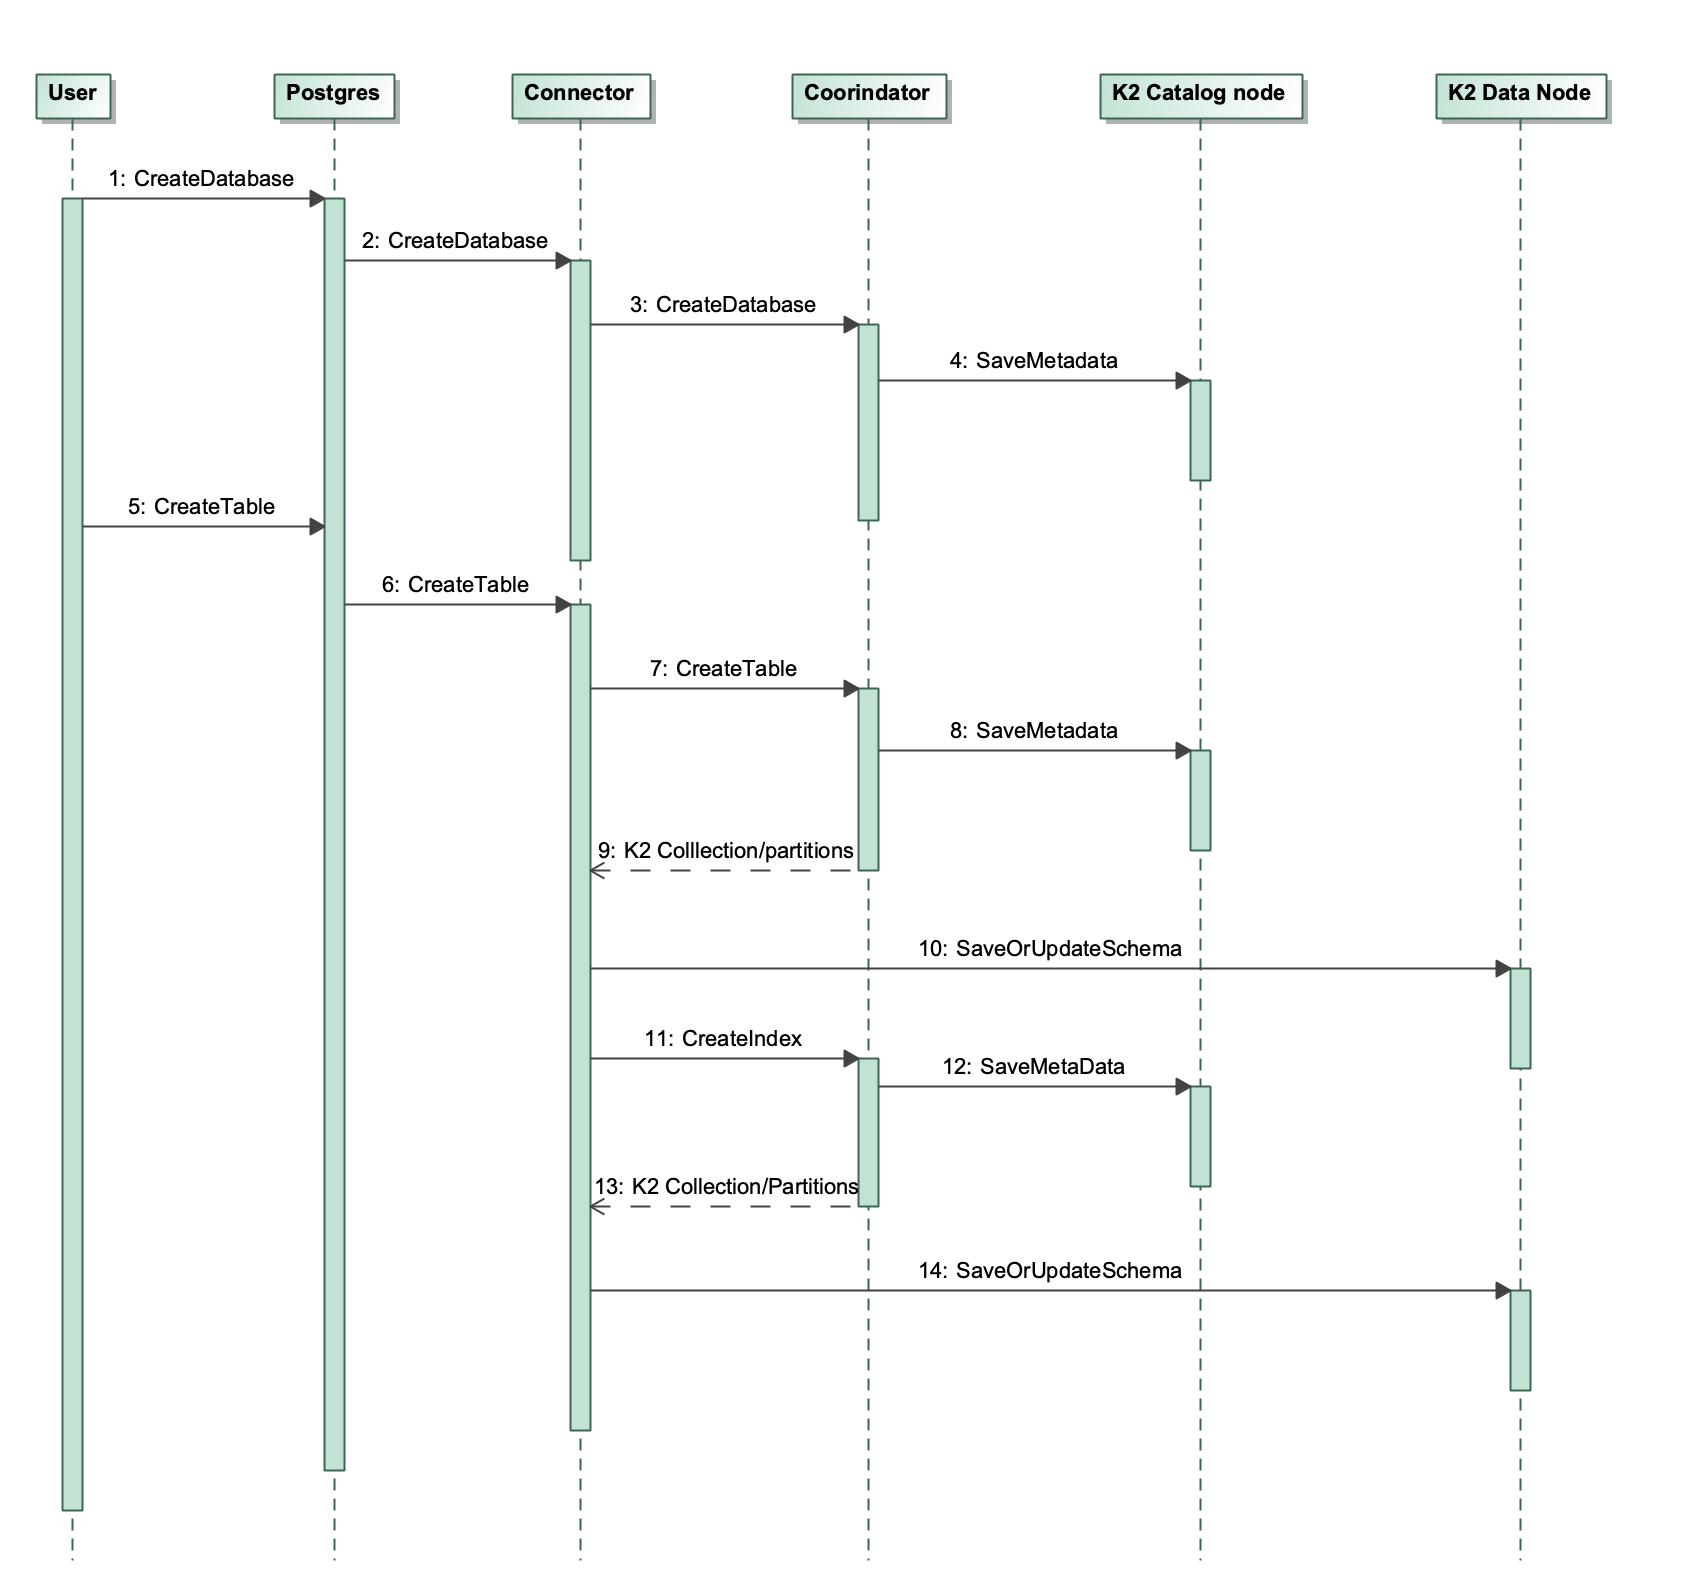 User
Postgres
Connector
Coorindator
K2 Catalog node
K2 Data Node
1: CreateDatabase
2: CreateDatabase
3: CreateDatabase
4: SaveMetadata
5: CreateTable
6: CreateTable
7: CreateTable
8: SaveMetadata
9: K2 Colllection/partitions
10: SaveOrUpdateSchema
11: CreateIndex
12: SaveMetaData
13: K2 Collection/Partitions
14: SaveOrUpdateSchema